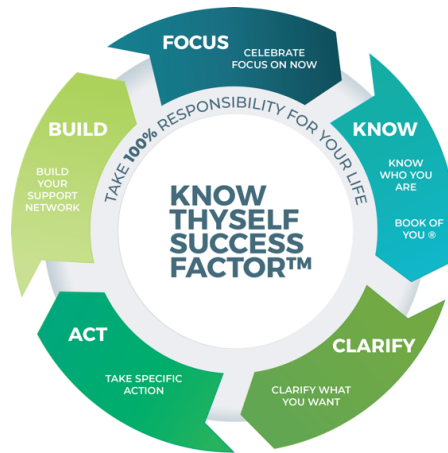 FOCUS
CELEBRATE
FOCUS ON NOW
TAKE 100% RESPONSIBILITY FOR YOUR LIFE
KNOW
KNOW
WHO YOU
ARE
BOOK OF
YOU ®
CLARIFY
CLARIFY WHAT
YOU WANT
ACT
TAKE SPECIFIC
ACTION
BUILD
BUILD
YOUR
SUPPORT
NETWORK
KNOW
THYSELF
SUCCESS
FACTOR™